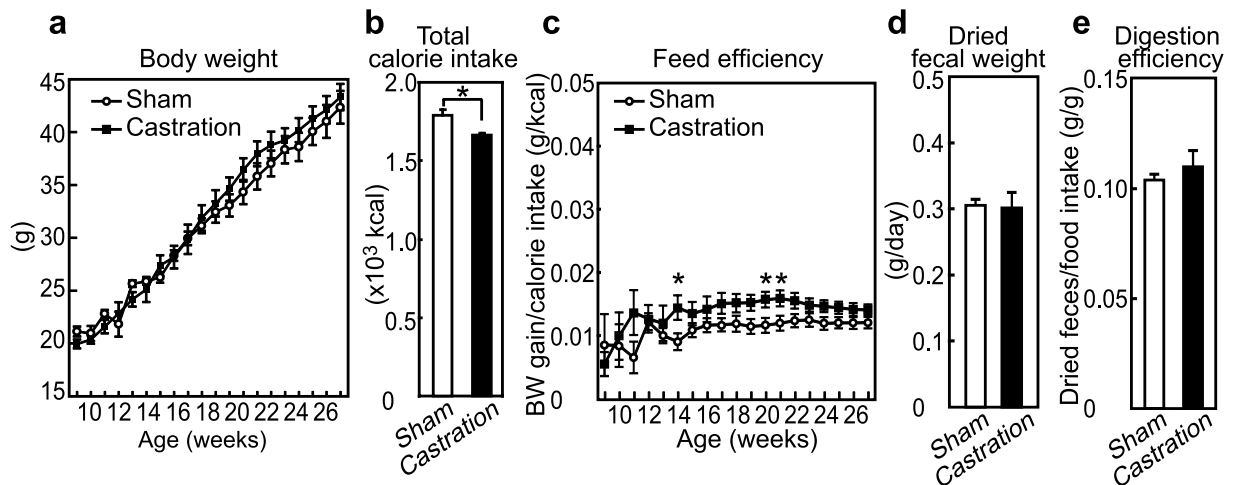 a
Body weight
(g)
45
40
35
30
25
20
15
Sham
Castration
10 12 14 16 18 20 22 24 26
Age (weeks)
b
Total
calorie intake
(x10³ kcal)
2.0
1.5
1.0
0.5
0
*
Sham
Castration
c
Feed efficiency
BW gain/calorie intake (g/kcal)
0.05
0.04
0.03
0.02
0.01
0
Sham
Castration
* * *
10 12 14 16 18 20 22 24 26
Age (weeks)
d
Dried
fecal weight
(g/day)
0.5
0.4
0.3
0.2
0.1
0
Sham
Castration
e
Digestion
efficiency
Dried feces/food intake (g/g)
0.15
0.10
0.05
0
Sham
Castration